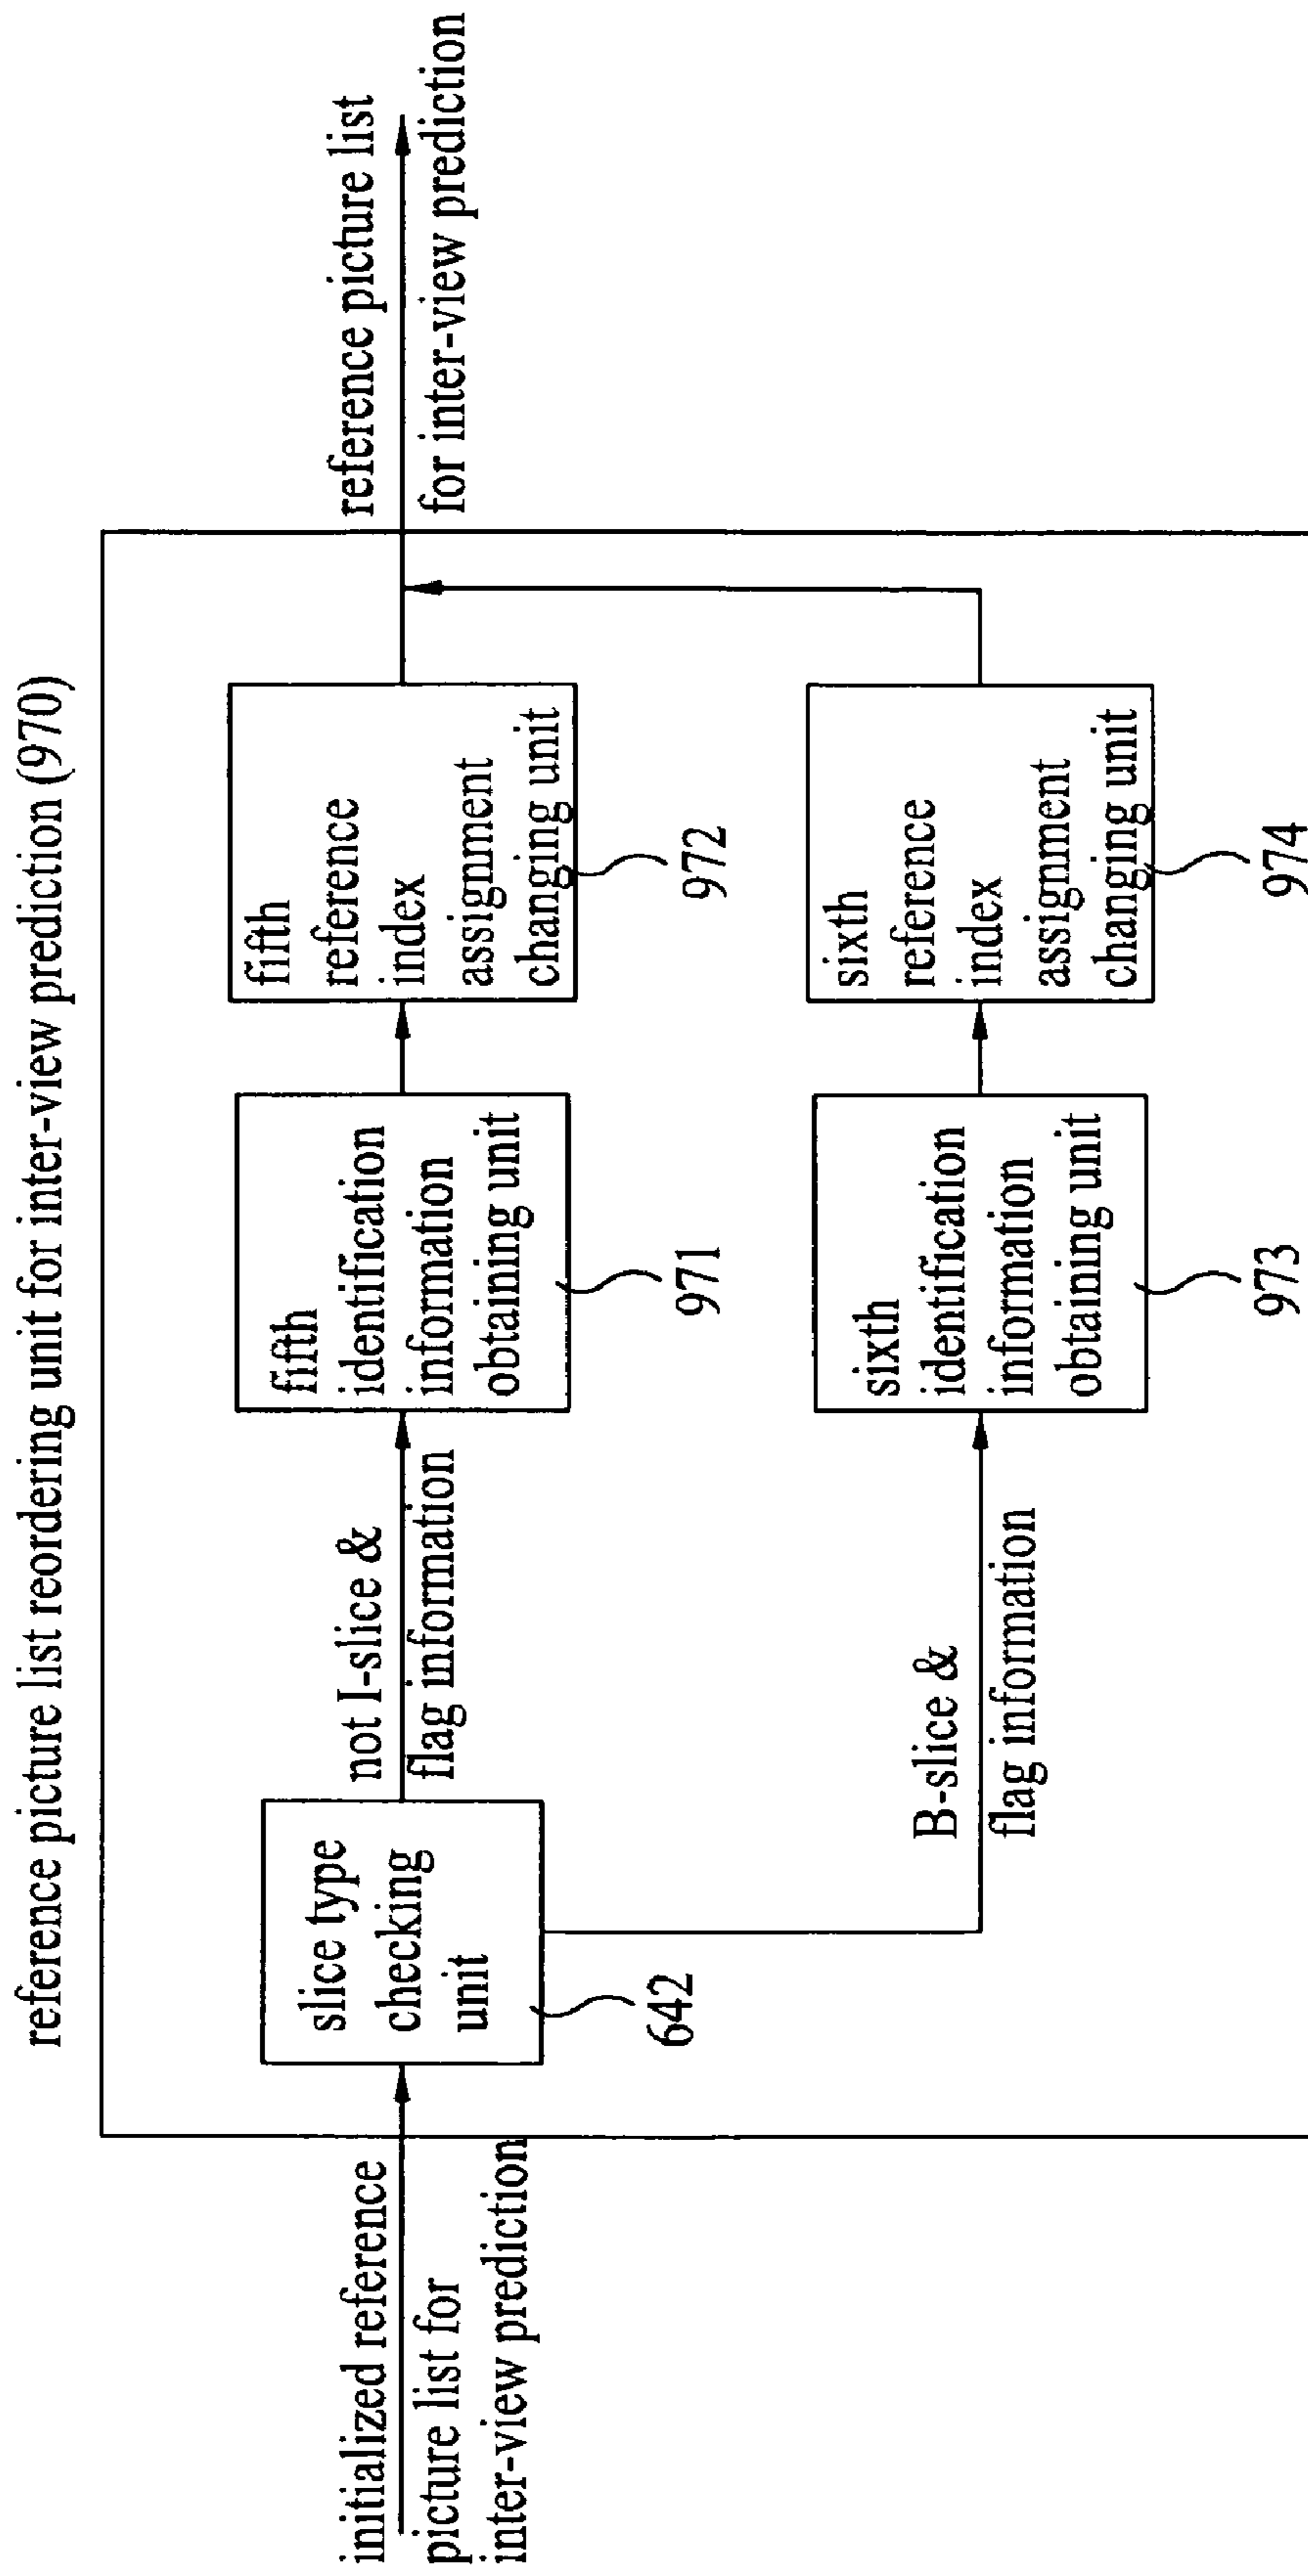 reference picture list reordering unit for inter-view prediction (970)
initialized reference
picture list for
inter-view prediction
slice type
checking
unit
642
not I-slice &
flag information
fifth
identification
information
obtaining unit
971
fifth
reference
index
assignment
changing unit
972
reference picture list
for inter-view prediction
B-slice &
flag information
sixth
identification
information
obtaining unit
973
sixth
reference
index
assignment
changing unit
974